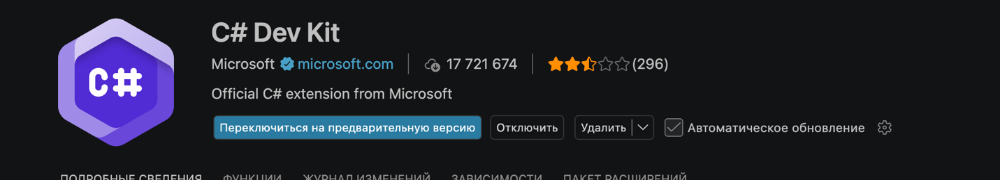 C#
C# Dev Kit
Microsoft microsoft.com 17 721 674 (296)
Official C# extension from Microsoft
Переключиться на предварительную версию Отключить Удалить Автоматическое обновление
ПОДРОБНЫЕ СВЕДЕНИЯ ФУНКЦИИ ЖУРНАЛ ИЗМЕНЕНИЙ ЗАВИСИМОСТИ ПАКЕТ РАСШИРЕНИЙ